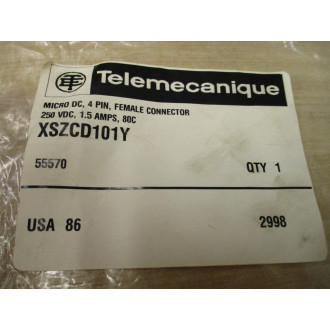 Telemecanique
MICRO DC, 4 PIN, FEMALE CONNECTOR
250 VDC, 1.5 AMPS, 80C
XSZCD101Y
55570 QTY 1
USA 86 2998